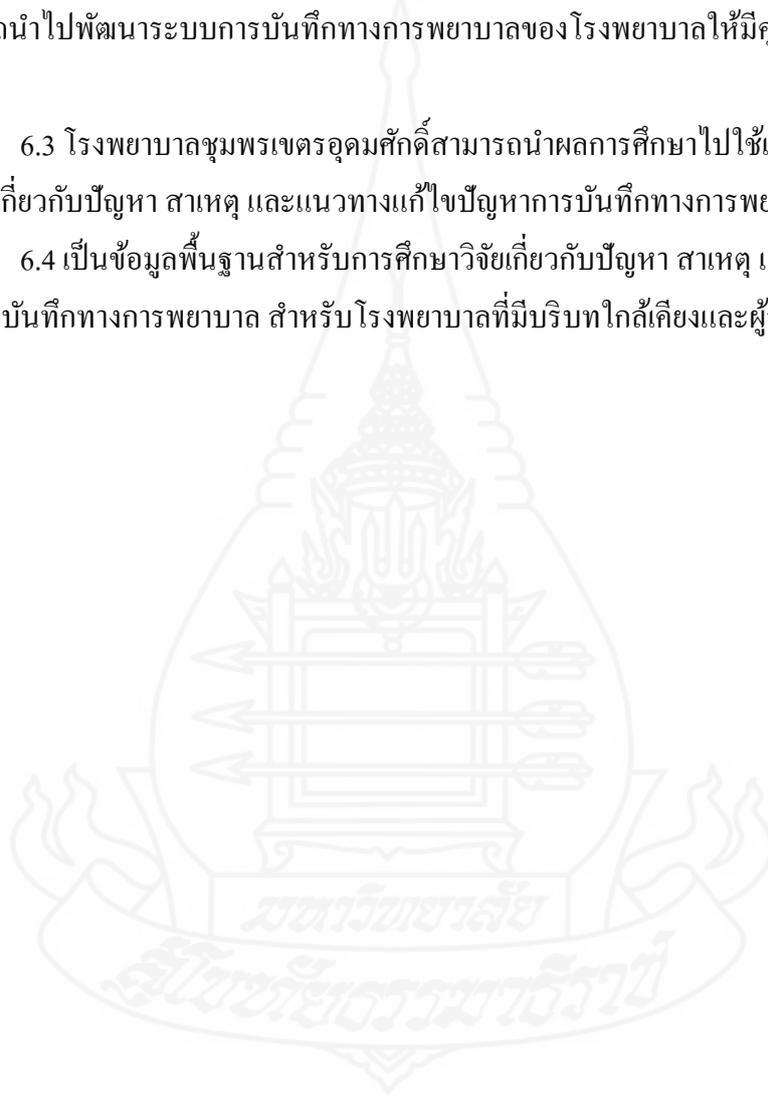 นำไปพัฒนาระบบการบันทึกทางการพยาบาลของโรงพยาบาลให้มี
6.3 โรงพยาบาลชุมพรเขตรอุดมศักดิ์สามารถนำผลการศึกษาไปใช้
กี่ยวกับปัญหา สาเหตุ และแนวทางแก้ไขปัญหาการบันทึกทางการพย
6.4 เป็นข้อมูลพื้นฐานสำหรับการศึกษาวิจัยเกี่ยวกับปัญหา สาเหตุ แ
บันทึกทางการพยาบาล สำหรับโรงพยาบาลที่มีบริบทใกล้เคียงและผู้
มหาวิทยาลัย
สุโขทัยธรรมาธิราช